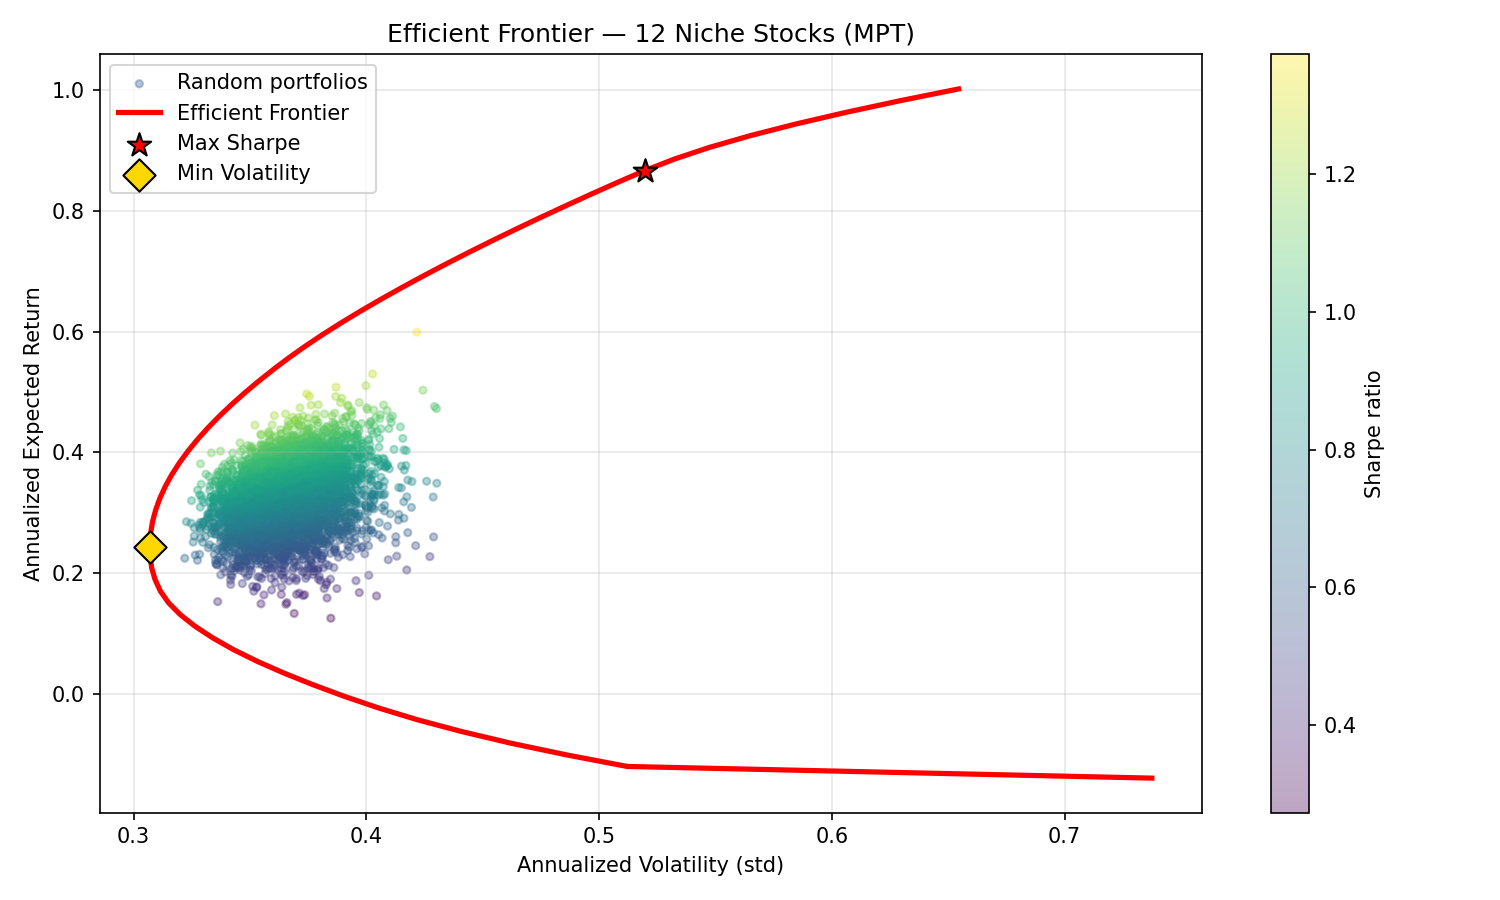 Efficient Frontier — 12 Niche Stocks (MPT)
Random portfolios
Efficient Frontier
Max Sharpe
Min Volatility
Annualized Expected Return
1.0
0.8
0.6
0.4
0.2
0.0
0.3
0.4
0.5
0.6
0.7
Annualized Volatility (std)
1.2
1.0
0.8
0.6
0.4
Sharpe ratio